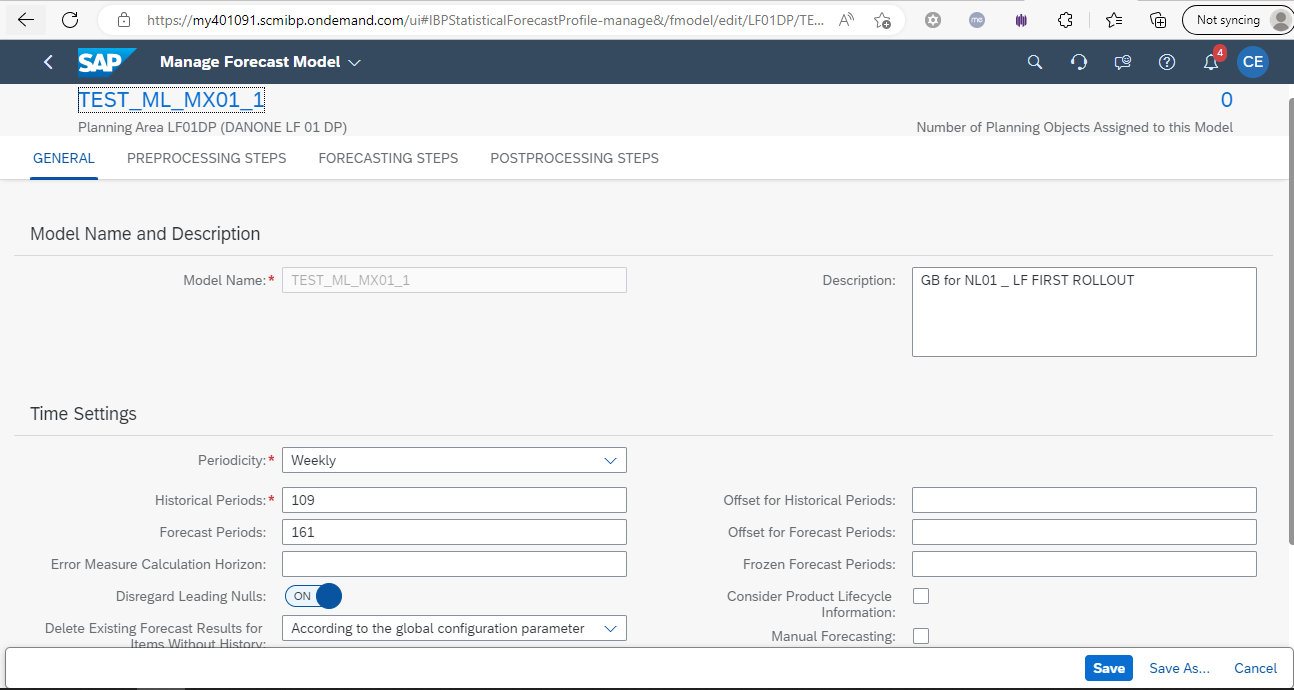 https://my401091.scmibp.ondemand.com/ui#IBPStatisticalForecastProfile-manage&/fmodel/edit/LF01DP/TE... A Not syncing
me
SAP Manage Forecast Model 4 CE
TEST_ML_MX01_1 0
Planning Area LF01DP (DANONE LF 01 DP) Number of Planning Objects Assigned to this Model
GENERAL PREPROCESSING STEPS FORECASTING STEPS POSTPROCESSING STEPS
Model Name and Description
Model Name:* TEST_ML_MX01_1 Description: GB for NL01 _ LF FIRST ROLLOUT
Time Settings
Periodicity:* Weekly
Historical Periods:* 109 Offset for Historical Periods:
Forecast Periods: 161 Offset for Forecast Periods:
Error Measure Calculation Horizon: Frozen Forecast Periods:
Disregard Leading Nulls: ON Consider Product Lifecycle
Information:
Delete Existing Forecast Results for According to the global configuration parameter Manual Forecasting:
Items Without History:
Save Save As... Cancel